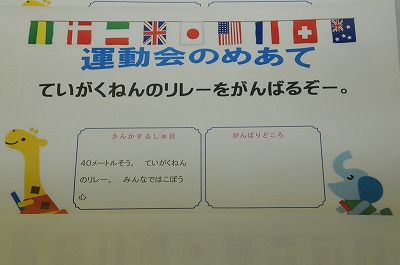 運動会のめあて
ていがくねんのリレーをがんばるぞー。
さんかするしゅ目
40メートルそう。　ていがくねん
のリレー。　みんなではこぼう
心
がんばりどころ